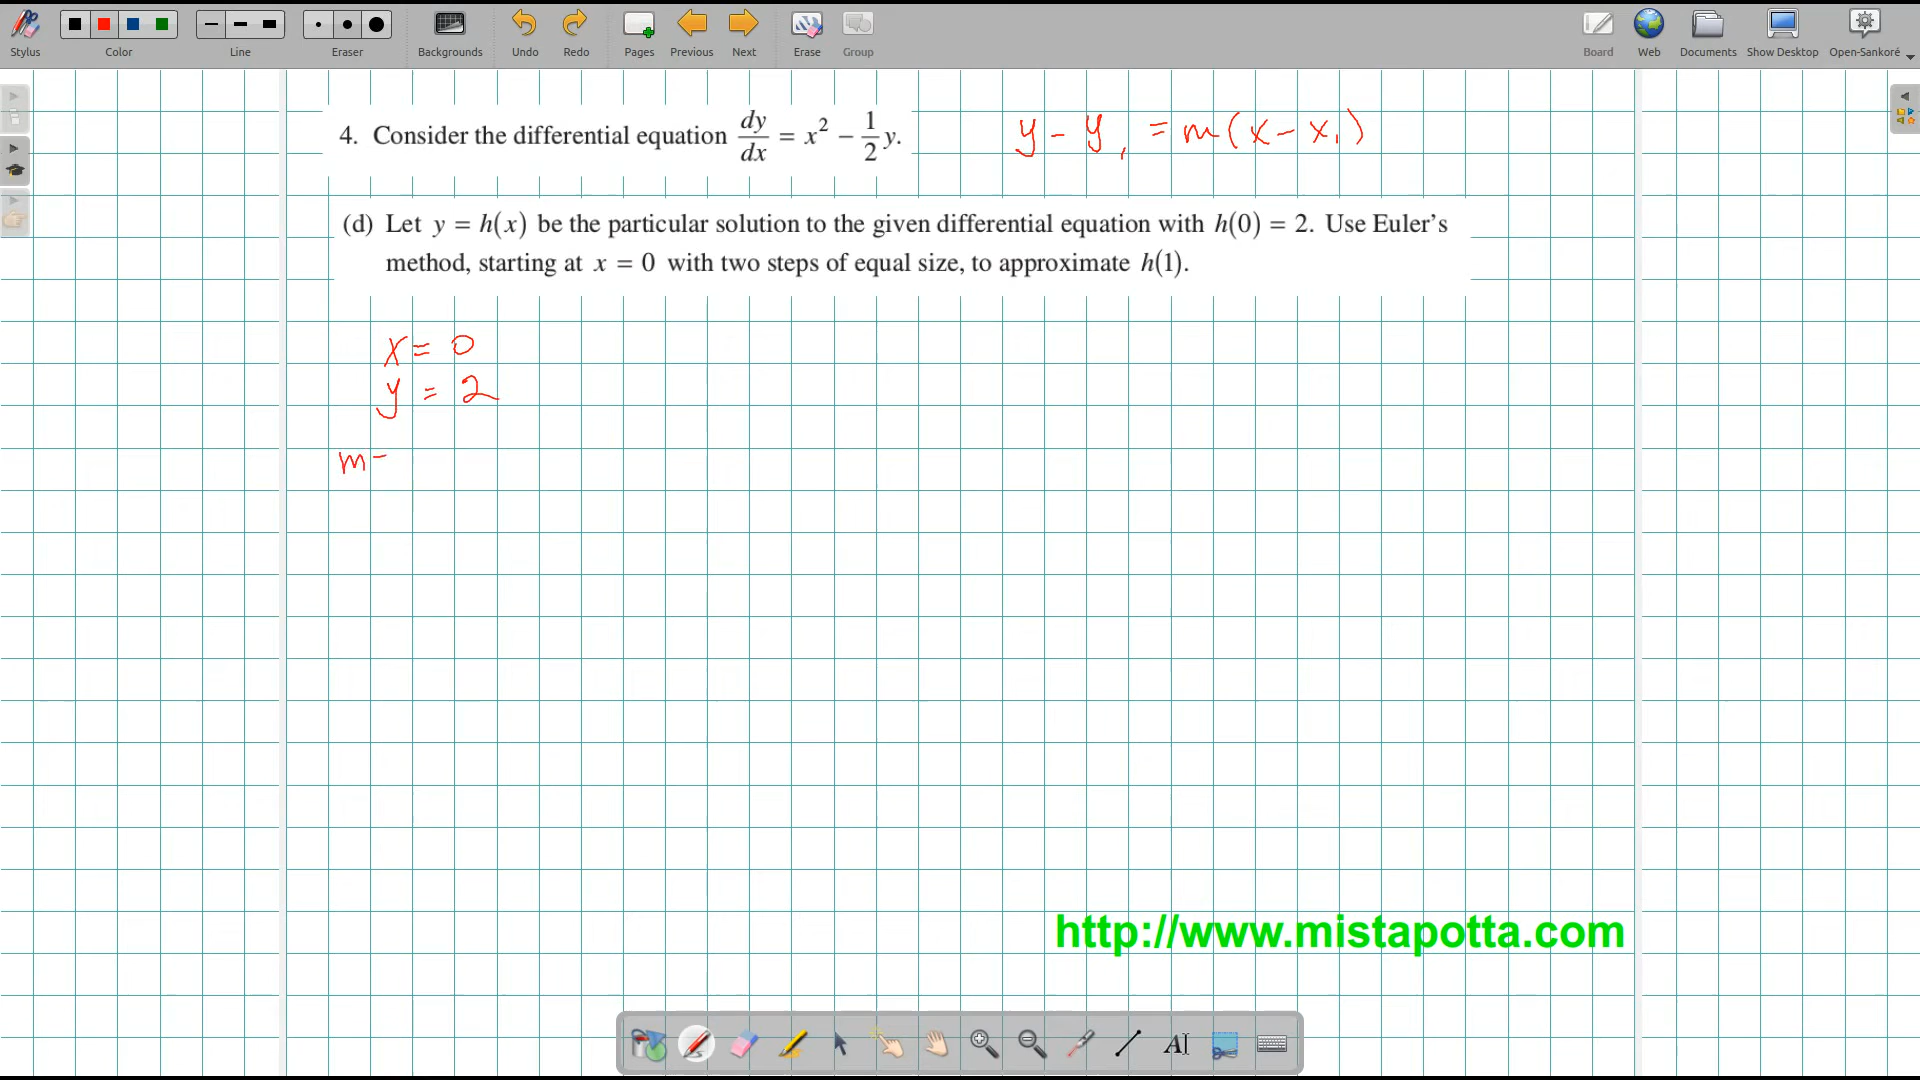 Stylus Color Line Eraser Backgrounds Undo Redo Pages Previous Next Erase Group Board Web Documents Show Desktop Open-Sankoré
4. Consider the differential equation dy/dx = x² − 1/2 y.
y - y₁ = m(x - x₁)
(d) Let y = h(x) be the particular solution to the given differential equation with h(0) = 2. Use Euler’s
method, starting at x = 0 with two steps of equal size, to approximate h(1).
x = 0
y = 2
m -
http://www.mistapotta.com
AI